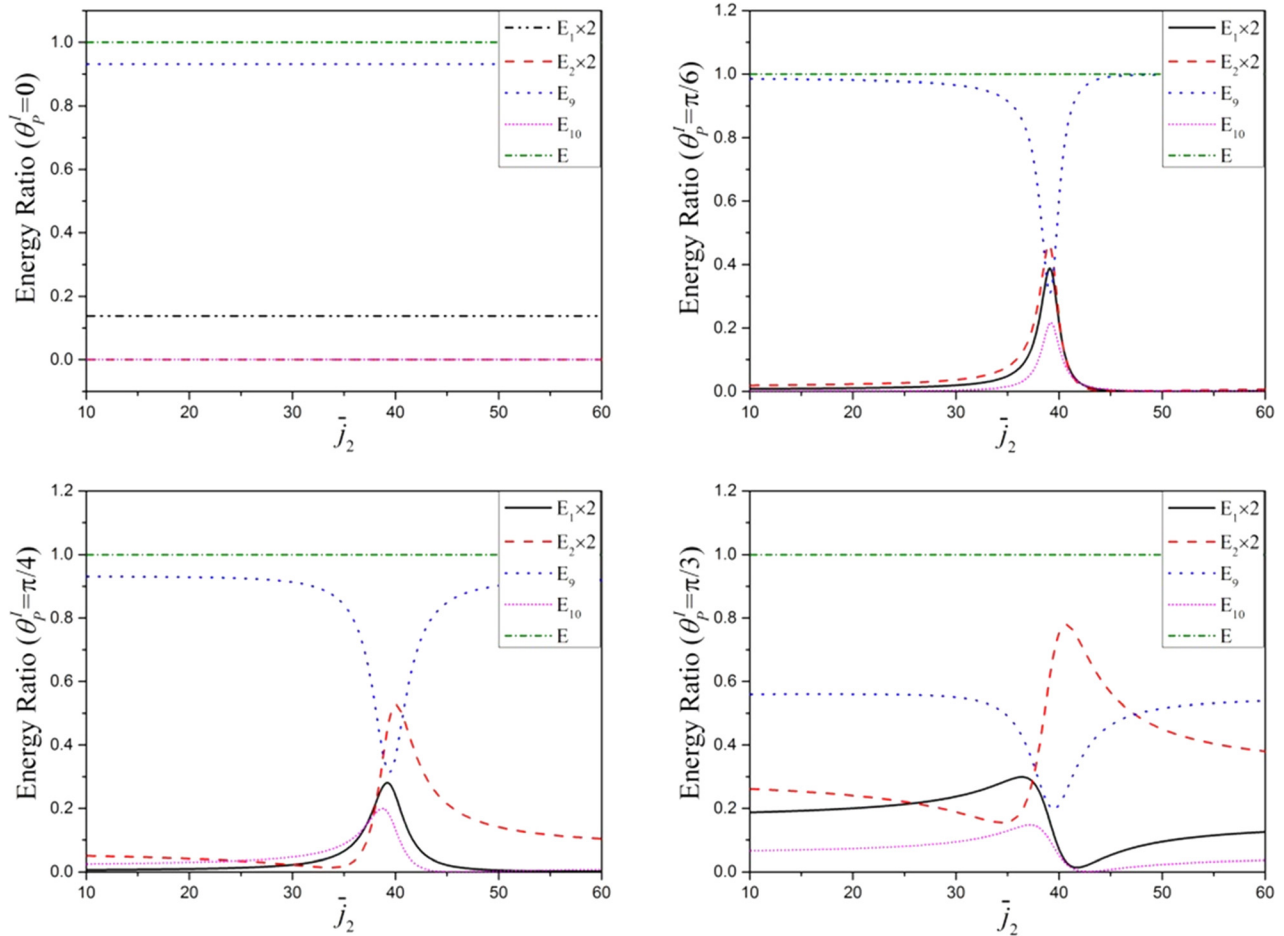 Energy Ratio (θ_P^I=0)
1.0
0.8
0.6
0.4
0.2
0.0
10 20 30 40 50 60
j̄₂
E₁×2
E₂×2
E₉
E₁₀
E
Energy Ratio (θ_P^I=π/6)
1.2
1.0
0.8
0.6
0.4
0.2
0.0
10 20 30 40 50 60
j̄₂
E₁×2
E₂×2
E₉
E₁₀
E
Energy Ratio (θ_P^I=π/4)
1.2
1.0
0.8
0.6
0.4
0.2
0.0
10 20 30 40 50 60
j̄₂
E₁×2
E₂×2
E₉
E₁₀
E
Energy Ratio (θ_P^I=π/3)
1.2
1.0
0.8
0.6
0.4
0.2
0.0
10 20 30 40 50 60
j̄₂
E₁×2
E₂×2
E₉
E₁₀
E